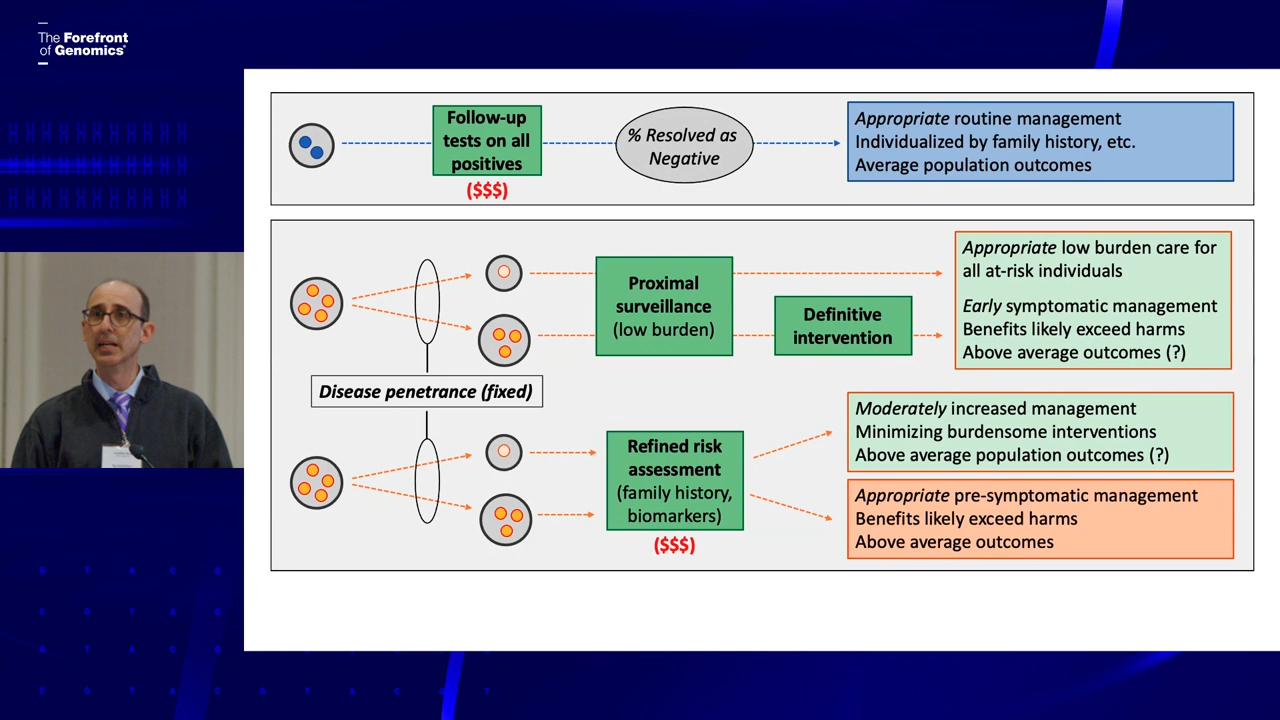 The Forefront
of Genomics®
Follow-up
tests on all
positives
($$$)
% Resolved as
Negative
Appropriate routine management
Individualized by family history, etc.
Average population outcomes
Proximal
surveillance
(low burden)
Definitive
intervention
Appropriate low burden care for
all at-risk individuals
Early symptomatic management
Benefits likely exceed harms
Above average outcomes (?)
Disease penetrance (fixed)
Refined risk
assessment
(family history,
biomarkers)
($$$)
Moderately increased management
Minimizing burdensome interventions
Above average population outcomes (?)
Appropriate pre-symptomatic management
Benefits likely exceed harms
Above average outcomes